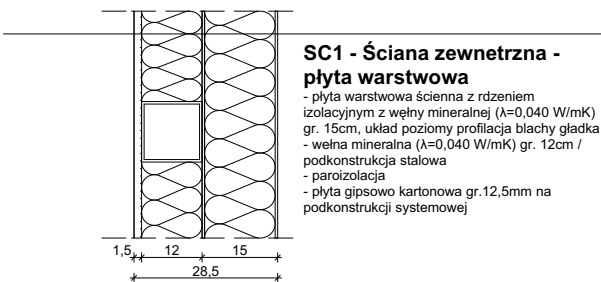 SC1 - Ściana zewnetrzna -
płyta warstwowa
- płyta warstwowa ścienna z rdzeniem
izolacyjnym z węłny mineralnej (λ=0,040 W/mK)
gr. 15cm, układ poziomy profilacja blachy gładka
- wełna mineralna (λ=0,040 W/mK) gr. 12cm /
podkonstrukcja stalowa
- paroizolacja
- płyta gipsowo kartonowa gr.12,5mm na
podkonstrukcji systemowej
1,5 12 15
28,5